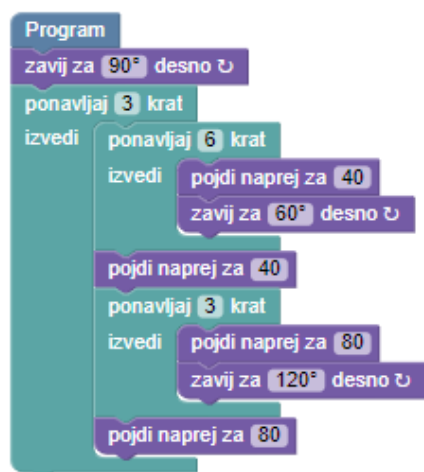 Program
zavij za 90° desno ↻
ponavljaj 3 krat
izvedi ponavljaj 6 krat
izvedi pojdi naprej za 40
zavij za 60° desno ↻
pojdi naprej za 40
ponavljaj 3 krat
izvedi pojdi naprej za 80
zavij za 120° desno ↻
pojdi naprej za 80